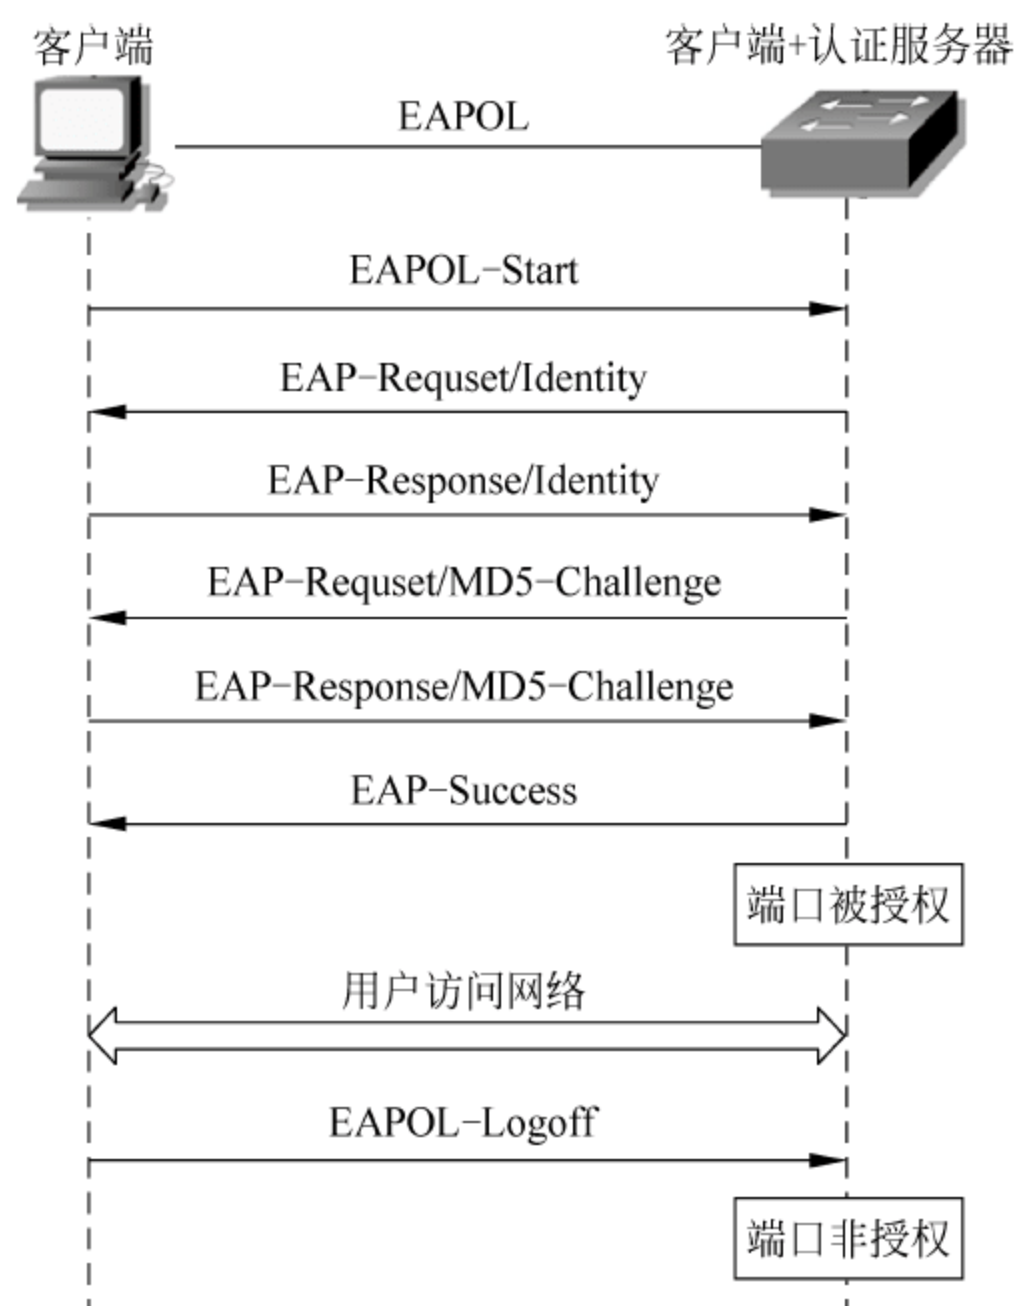 客户端
客户端+认证服务器
EAPOL
EAPOL-Start
EAP-Requset/Identity
EAP-Response/Identity
EAP-Requset/MD5-Challenge
EAP-Response/MD5-Challenge
EAP-Success
端口被授权
用户访问网络
EAPOL-Logoff
端口非授权